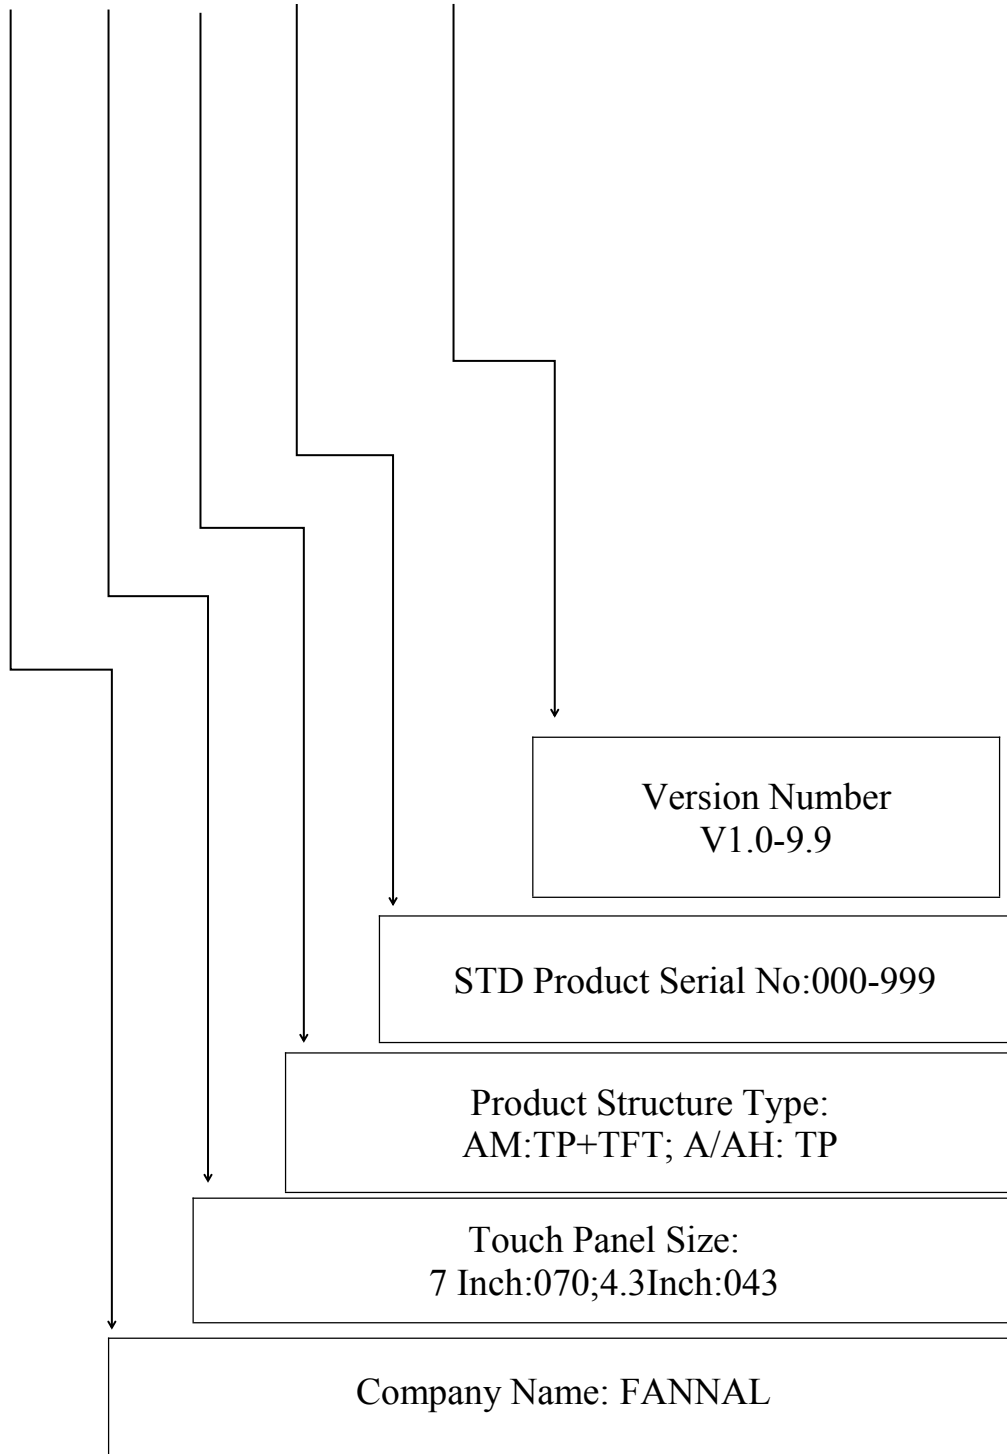 Version Number
V1.0-9.9
STD Product Serial No:000-999
Product Structure Type:
AM:TP+TFT; A/AH: TP
Touch Panel Size:
7 Inch:070;4.3Inch:043
Company Name: FANNAL